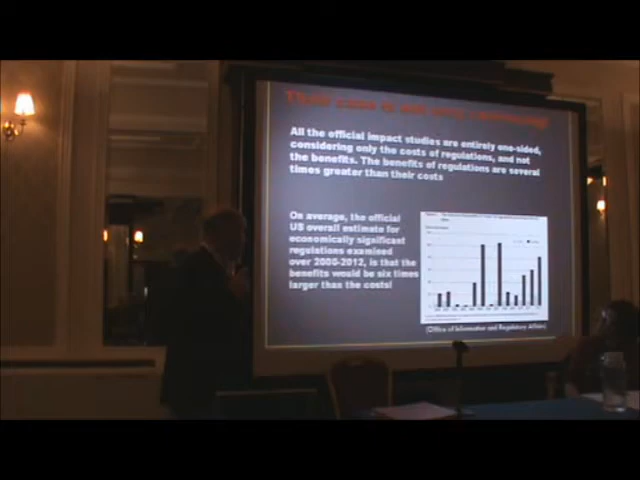 All the official impact studies are entirely one-sided,
considering only the costs of regulations, and not
the benefits. The benefits of regulations are several
times greater than their costs
On average, the official
US overall estimate for
economically significant
regulations examined
over 2000-2012, is that the
benefits would be six times
larger than the costs!
(Office of Information and Regulatory Affairs)